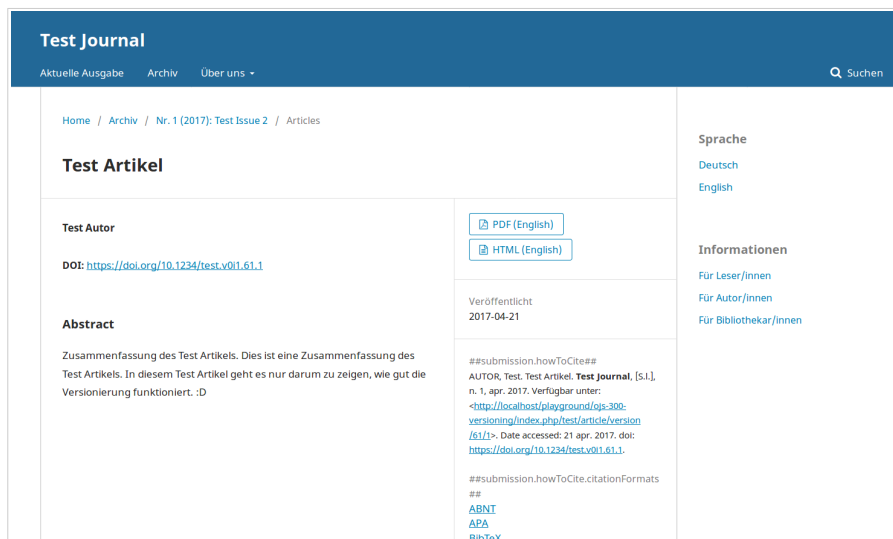 Test Journal
Aktuelle Ausgabe Archiv Über uns
Suchen
Home / Archiv / Nr. 1 (2017): Test Issue 2 / Articles
Test Artikel
Test Autor
DOI: https://doi.org/10.1234/test.v0i1.61.1
Abstract
Zusammenfassung des Test Artikels. Dies ist eine Zusammenfassung des
Test Artikels. In diesem Test Artikel geht es nur darum zu zeigen, wie gut die
Versionierung funktioniert. :D
PDF (English)
HTML (English)
Veröffentlicht
2017-04-21
##submission.howToCite##
AUTOR, Test. Test Artikel. Test Journal, [S.l.],
n. 1, apr. 2017. Verfügbar unter:
<http://localhost/playground/ojs-300-
versioning/index.php/test/article/version
/61/1>. Date accessed: 21 apr. 2017. doi:
https://doi.org/10.1234/test.v0i1.61.1.
##submission.howToCite.citationFormats
##
ABNT
APA
BibTeX
Sprache
Deutsch
English
Informationen
Für Leser/innen
Für Autor/innen
Für Bibliothekar/innen